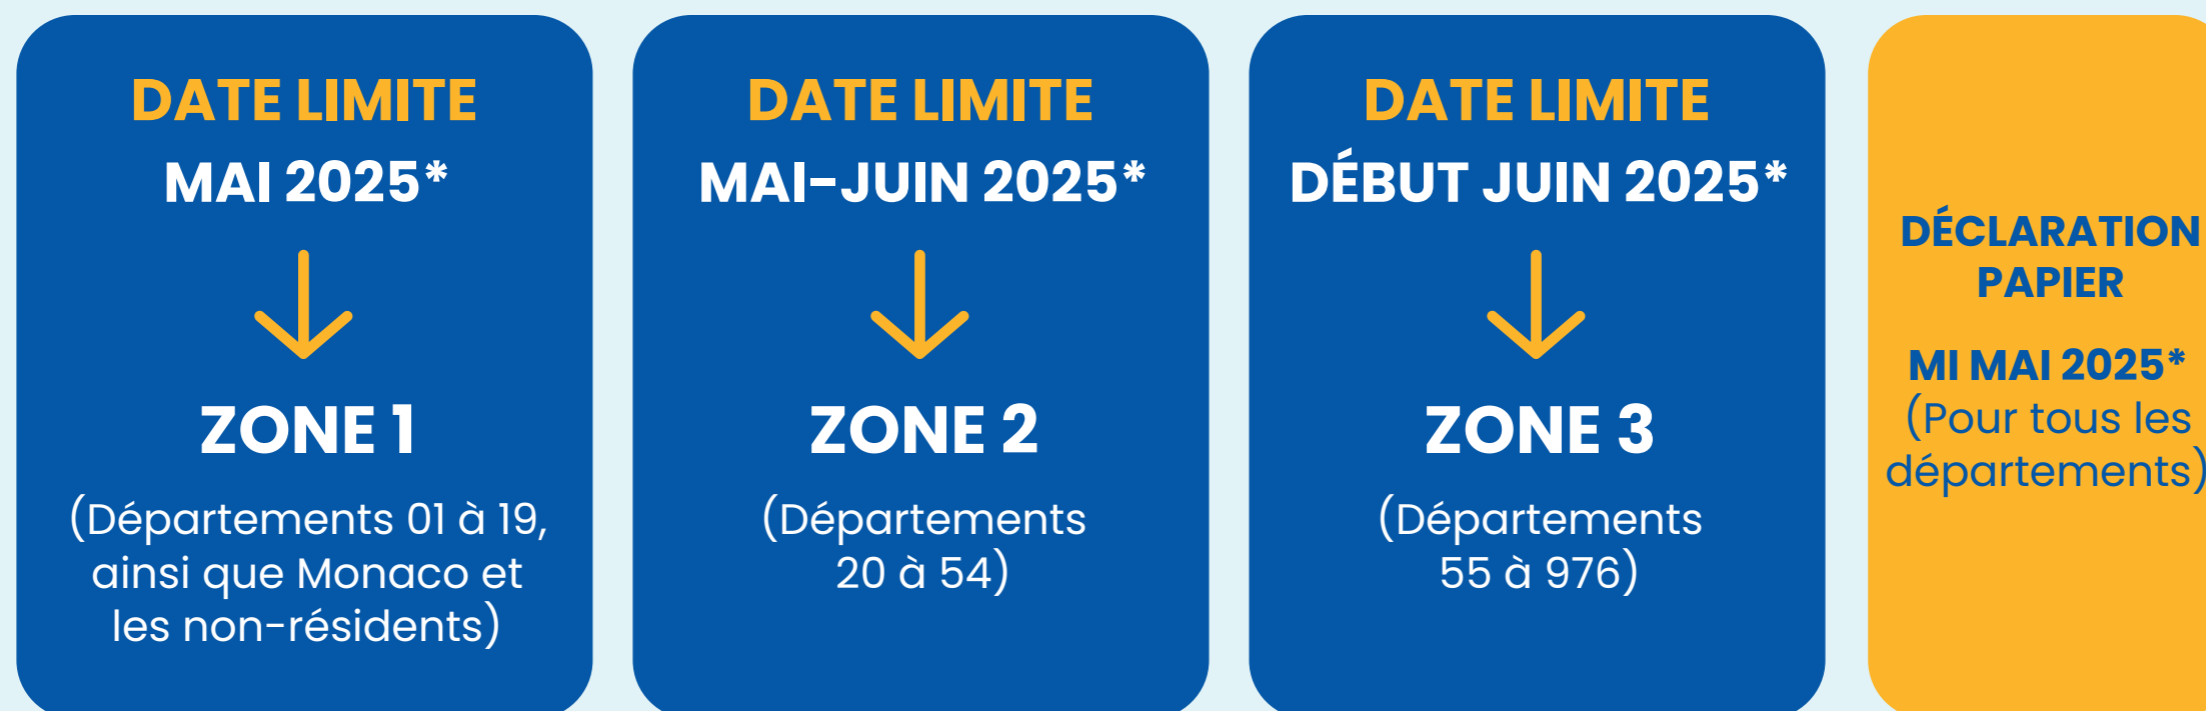 DATE LIMITE
MAI 2025*
ZONE 1
(Départements 01 à 19,
ainsi que Monaco et
les non-résidents)
DATE LIMITE
MAI-JUIN 2025*
ZONE 2
(Départements
20 à 54)
DATE LIMITE
DÉBUT JUIN 2025*
ZONE 3
(Départements
55 à 976)
DÉCLARATION
PAPIER
MI MAI 2025*
(Pour tous les
départements)